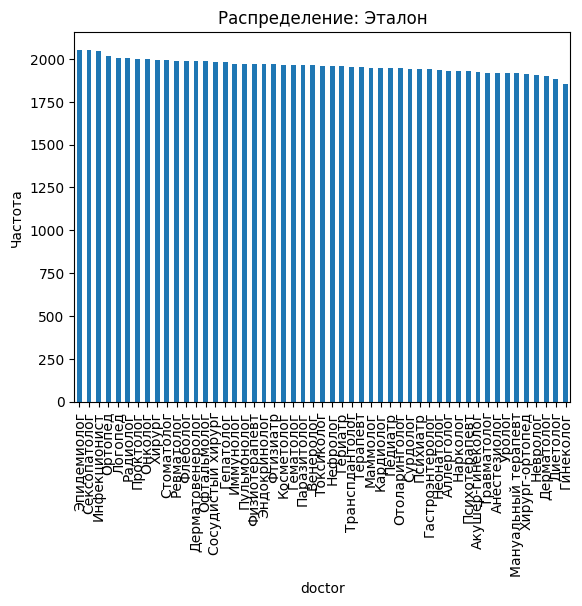 Распределение: Эталон
Частота
2000
1750
1500
1250
1000
750
500
250
0
Эпидемиолог
Сексопатолог
Инфекционист
Ортопед
Логопед
Радиолог
Проктолог
Онколог
Хирург
Стоматолог
Ревматолог
Флеболог
Дерматовенеролог
Офтальмолог
Сосудистый хирург
Гепатолог
Иммунолог
Пульмонолог
Физиотерапевт
Эндокринолог
Фтизиатр
Косметолог
Гематолог
Паразитолог
Венеролог
Токсиколог
Нефролог
Гериатр
Трансплантолог
Терапевт
Маммолог
Кардиолог
Педиатр
Отоларинголог
Сурдолог
Психиатр
Гастроэнтеролог
Неонатолог
Аллерголог
Нарколог
Психотерапевт
Акушер-гинеколог
Травматолог
Анестезиолог
Уролог
Мануальный терапевт
Хирург-ортопед
Невролог
Дерматолог
Диетолог
Гинеколог
doctor